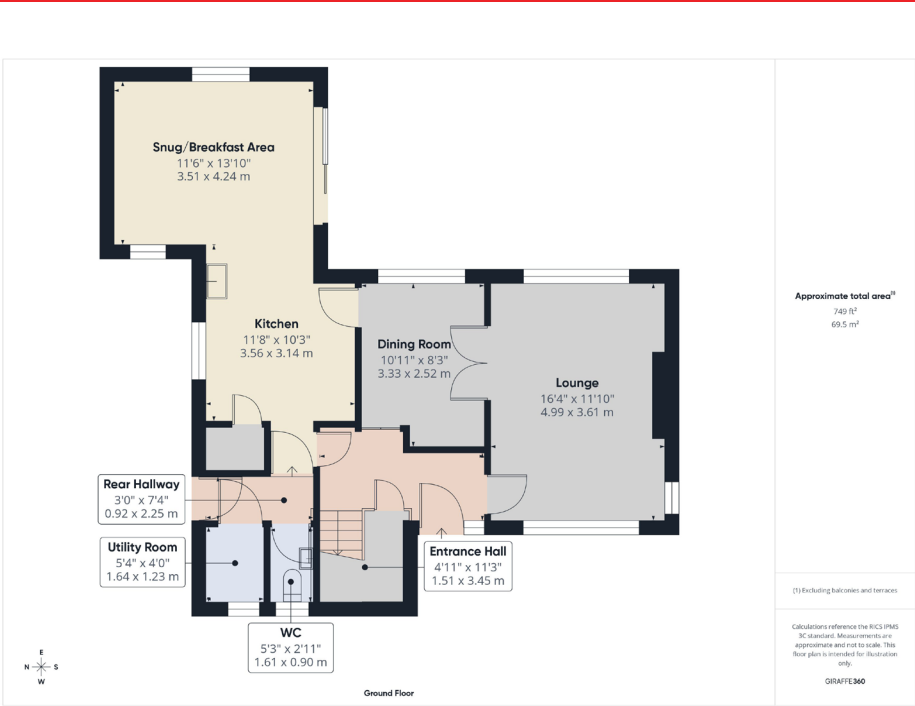 Snug/Breakfast Area
11'6" x 13'10"
3.51 x 4.24 m
Kitchen
11'8" x 10'3"
3.56 x 3.14 m
Dining Room
10'11" x 8'3"
3.33 x 2.52 m
Lounge
16'4" x 11'10"
4.99 x 3.61 m
Rear Hallway
3'0" x 7'4"
0.92 x 2.25 m
Utility Room
5'4" x 4'0"
1.64 x 1.23 m
Entrance Hall
4'11" x 11'3"
1.51 x 3.45 m
WC
5'3" x 2'11"
1.61 x 0.90 m
E
N S
W
Ground Floor
Approximate total area(1)
749 ft²
69.5 m²
(1) Excluding balconies and terraces
Calculations reference the RICS IPMS
3C standard. Measurements are
approximate and not to scale. This
floor plan is intended for illustration
only.
GIRAFFE360